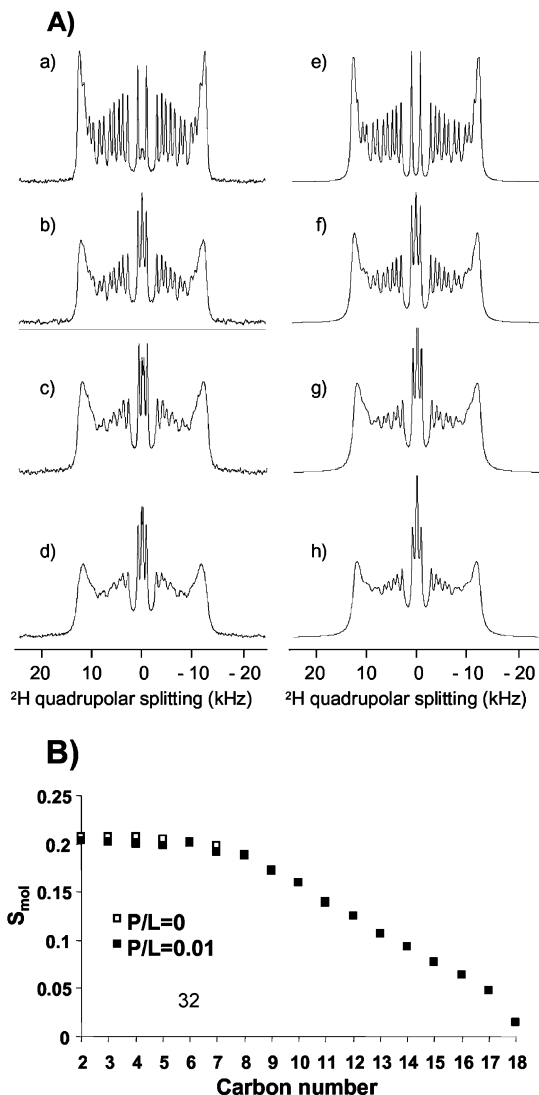 A)
a)
e)
b)
f)
c)
g)
d)
h)
20 10 0 - 10 - 20
20 10 0 - 10 - 20
²H quadrupolar splitting (kHz)
²H quadrupolar splitting (kHz)
B)
0.25
0.2
0.15
0.1
0.05
0
Smol
P/L=0
P/L=0.01
32
2 3 4 5 6 7 8 9 10 11 12 13 14 15 16 17 18
Carbon number